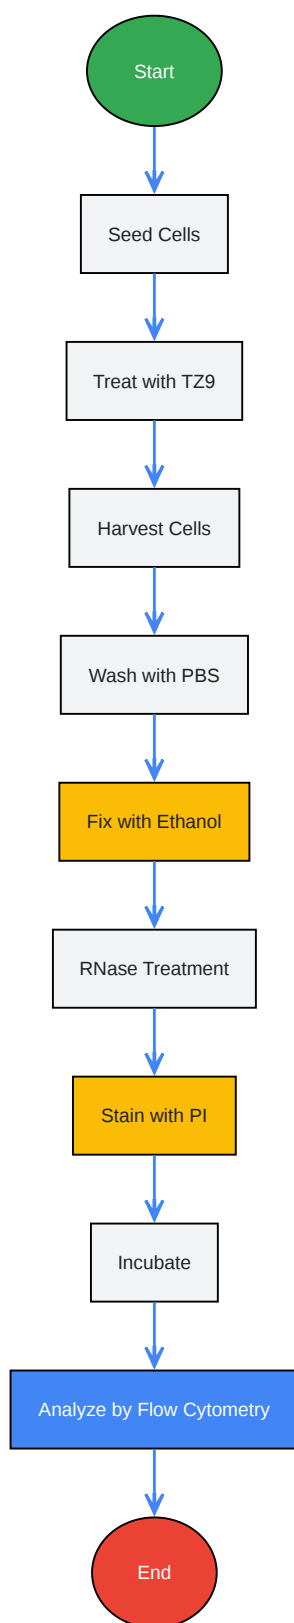 Start
Seed Cells
Treat with TZ9
Harvest Cells
Wash with PBS
Fix with Ethanol
RNase Treatment
Stain with PI
Incubate
Analyze by Flow Cytometry
End